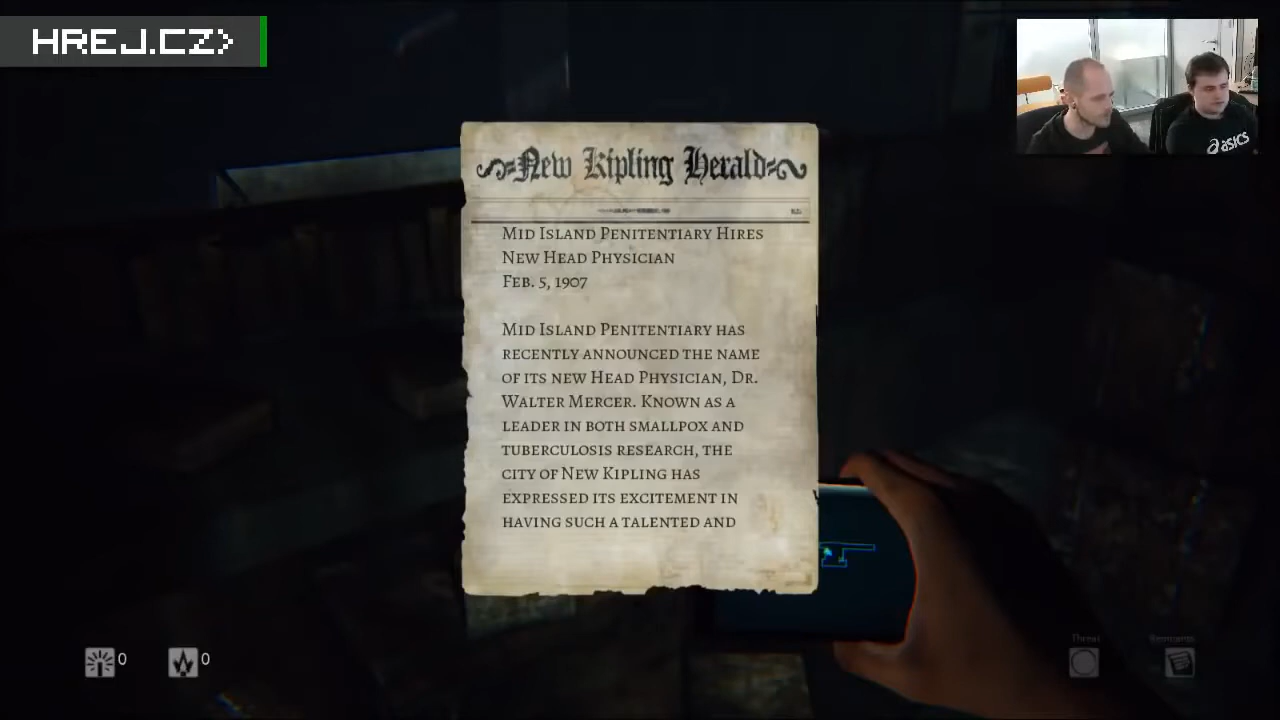 HREJ.CZ>
asics
New Kipling Herald
Mid Island Penitentiary Hires
New Head Physician
Feb. 5, 1907
Mid Island Penitentiary has
recently announced the name
of its new Head Physician, Dr.
Walter Mercer. Known as a
leader in both smallpox and
tuberculosis research, the
city of New Kipling has
expressed its excitement in
having such a talented and
0
0
Threat
Remnants